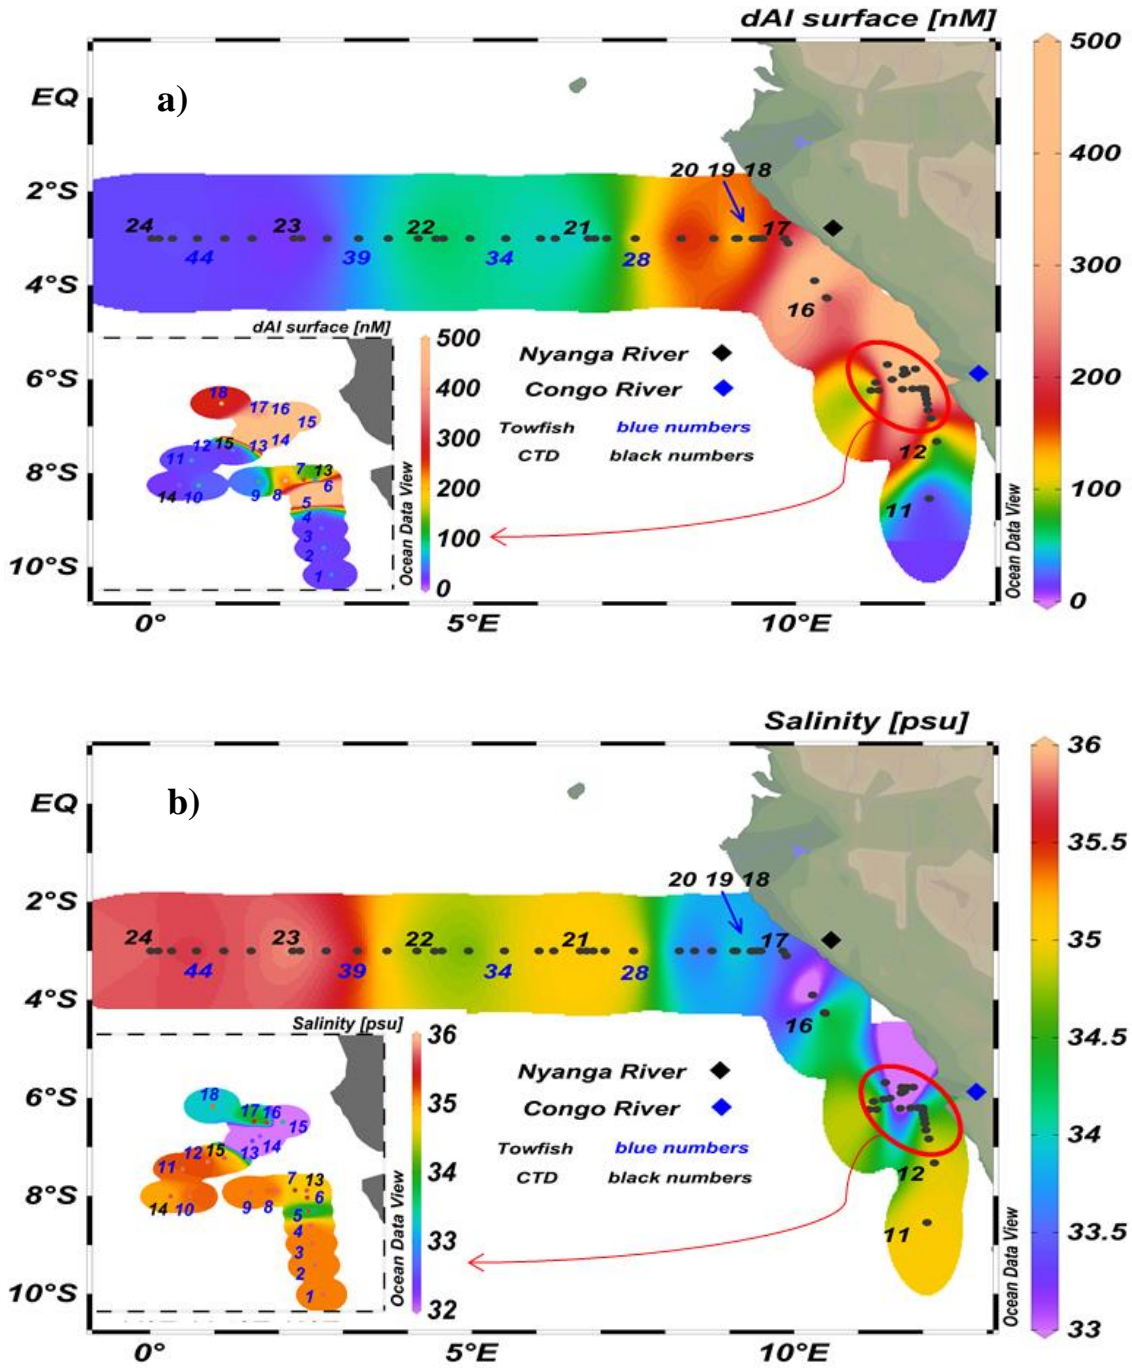 dAl surface [nM]
a)
EQ
2°S
4°S
6°S
8°S
10°S
0°
5°E
10°E
500
400
300
200
100
0
20 19 18
24
23
22
21
17
44
39
34
28
16
12
11
Nyanga River
Congo River
Towfish blue numbers
CTD black numbers
Ocean Data View
dAl surface [nM]
500
400
300
200
100
0
Ocean Data View
18
17 16
15
14
13
12 15
11
14 10
9 8
7 13
6
5
4
3
2
1
Salinity [psu]
b)
EQ
2°S
4°S
6°S
8°S
10°S
0°
5°E
10°E
36
35.5
35
34.5
34
33.5
33
20 19 18
24
23
22
21
17
44
39
34
28
16
12
11
Nyanga River
Congo River
Towfish blue numbers
CTD black numbers
Ocean Data View
Salinity [psu]
36
35
34
33
32
Ocean Data View
18
17 16
15
14
13
12 15
11
14 10
9 8
7 13
6
5
4
3
2
1